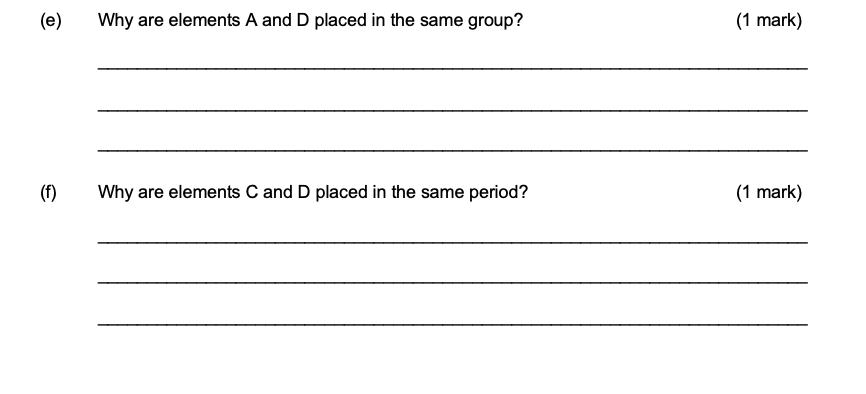 (e) Why are elements A and D placed in the same group? (1 mark)
(f) Why are elements C and D placed in the same period? (1 mark)